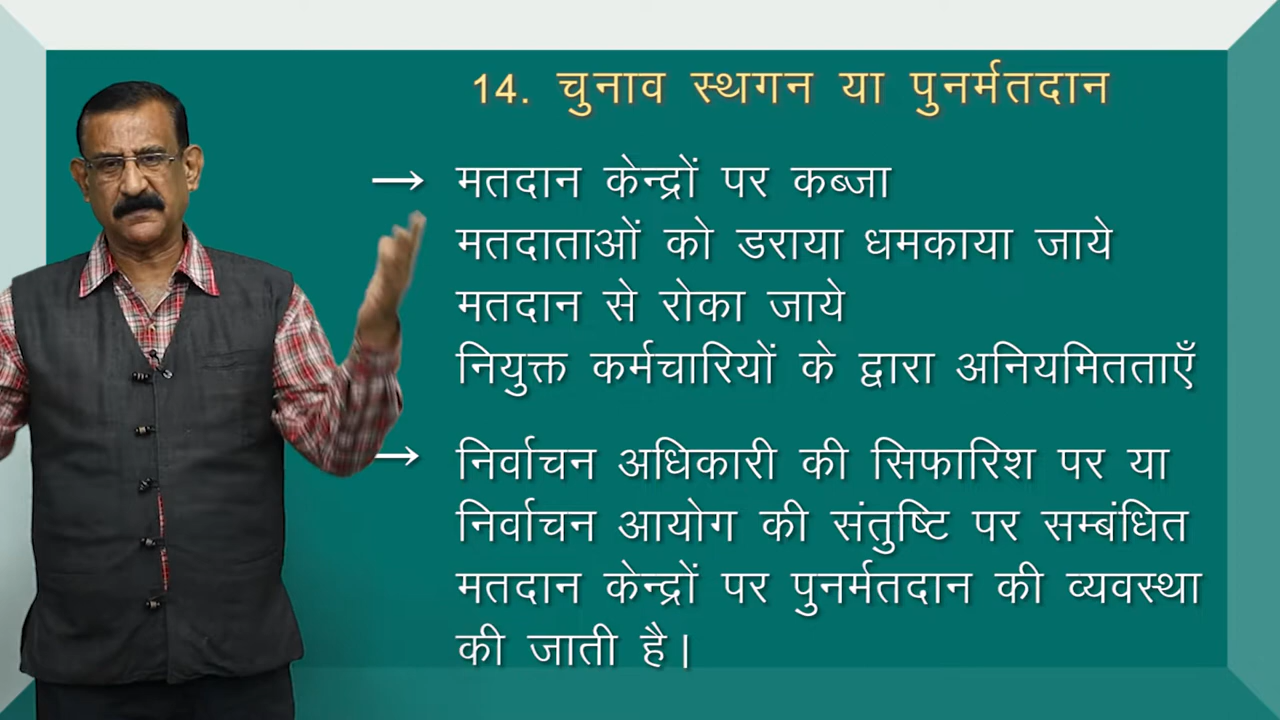 14. चुनाव स्थगन या पुनर्मतदान
→ मतदान केन्द्रों पर कब्जा
मतदाताओं को डराया धमकाया जाये
मतदान से रोका जाये
नियुक्त कर्मचारियों के द्वारा अनियमितताएँ
→ निर्वाचन अधिकारी की सिफारिश पर या
निर्वाचन आयोग की संतुष्टि पर सम्बंधित
मतदान केन्द्रों पर पुनर्मतदान की व्यवस्था
की जाती है।